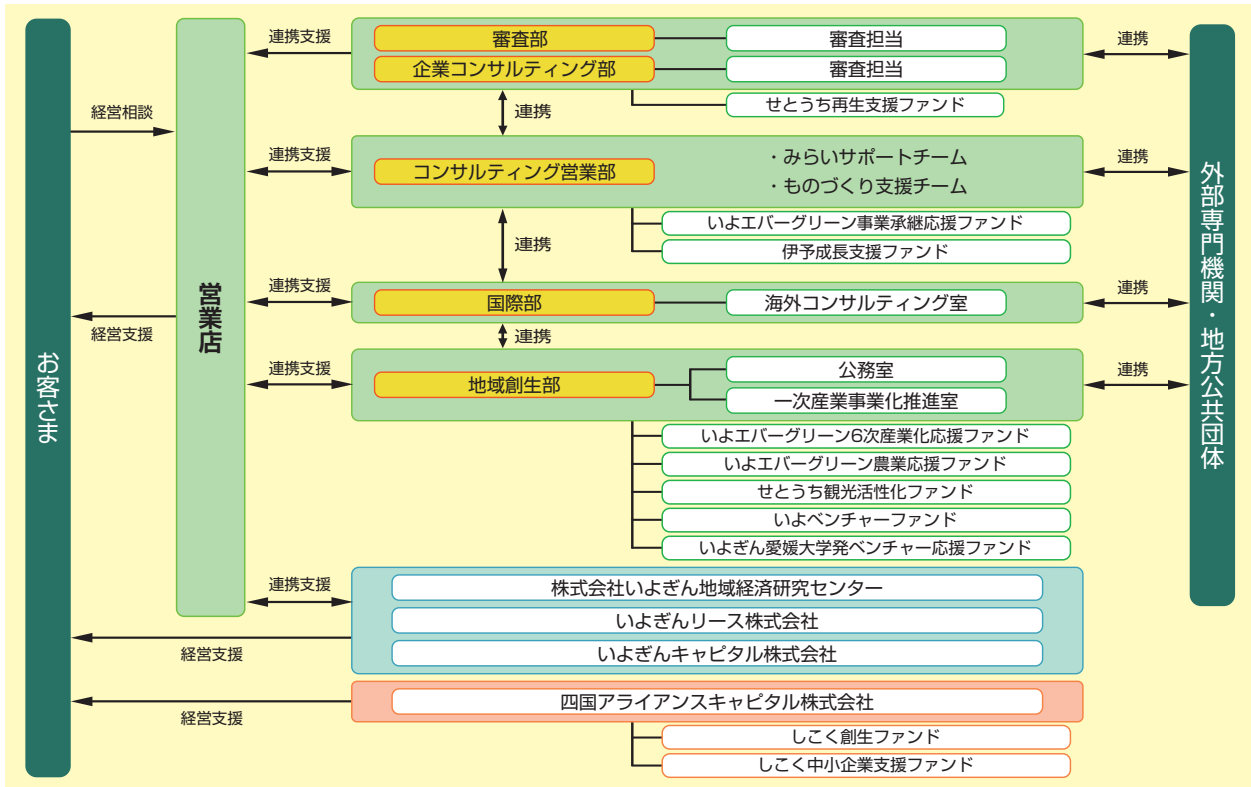 お客さま
経営相談
経営支援
営業店
連携支援
審査部
審査担当
企業コンサルティング部
審査担当
せとうち再生支援ファンド
連携
連携
連携支援
コンサルティング営業部
・みらいサポートチーム
・ものづくり支援チーム
連携
いよエバーグリーン事業承継応援ファンド
伊予成長支援ファンド
連携
連携支援
国際部
海外コンサルティング室
連携
連携
連携支援
地域創生部
公務室
一次産業事業化推進室
連携
いよエバーグリーン6次産業化応援ファンド
いよエバーグリーン農業応援ファンド
せとうち観光活性化ファンド
いよベンチャーファンド
いよぎん愛媛大学発ベンチャー応援ファンド
連携支援
株式会社いよぎん地域経済研究センター
いよぎんリース株式会社
いよぎんキャピタル株式会社
経営支援
四国アライアンスキャピタル株式会社
経営支援
しこく創生ファンド
しこく中小企業支援ファンド
外部専門機関・地方公共団体